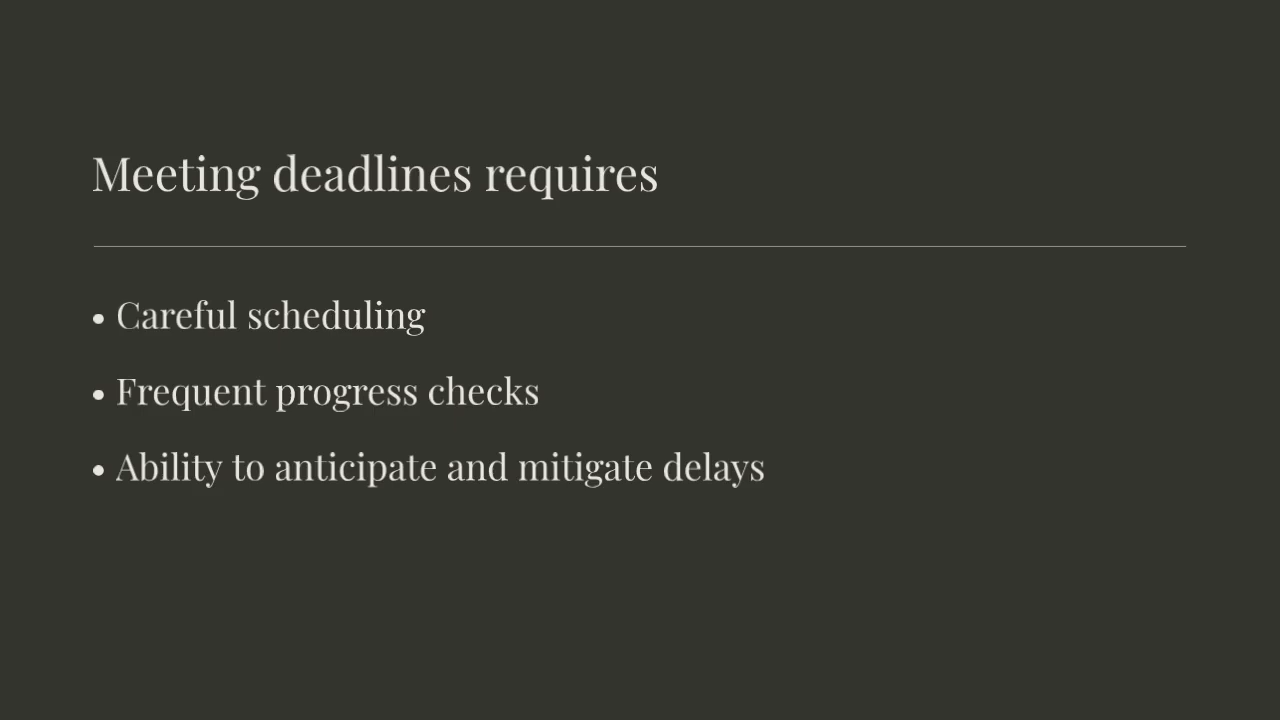 Meeting deadlines requires
• Careful scheduling
• Frequent progress checks
• Ability to anticipate and mitigate delays